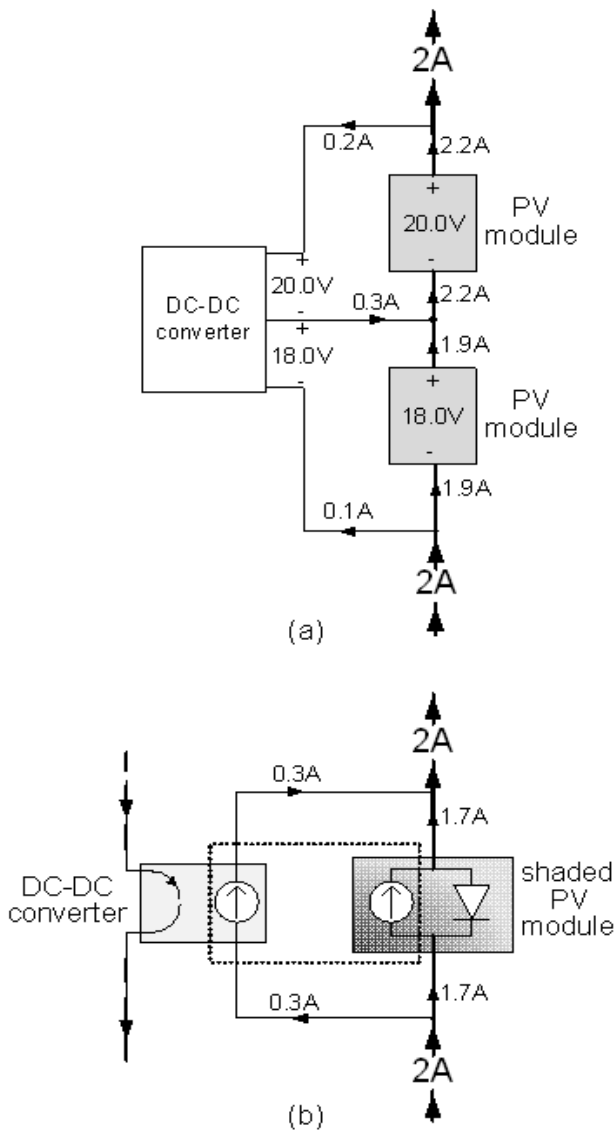 2A
0.2A
2.2A
+
20.0V
-
PV
module
+
20.0V
-
DC-DC
converter
0.3A
2.2A
+
18.0V
-
1.9A
+
18.0V
-
PV
module
0.1A
1.9A
2A
(a)
2A
0.3A
1.7A
DC-DC
converter
shaded
PV
module
0.3A
1.7A
2A
(b)